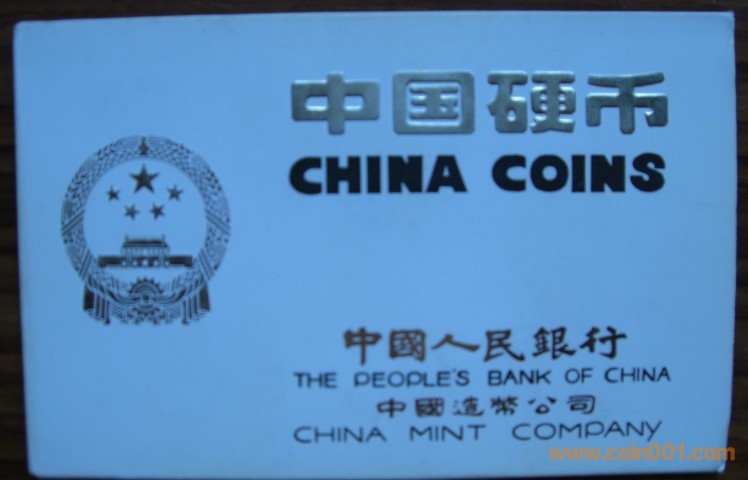 中国硬币
CHINA COINS
中國人民銀行
THE PEOPLE'S BANK OF CHINA
中國造幣公司
CHINA MINT COMPANY
www.coin001.com